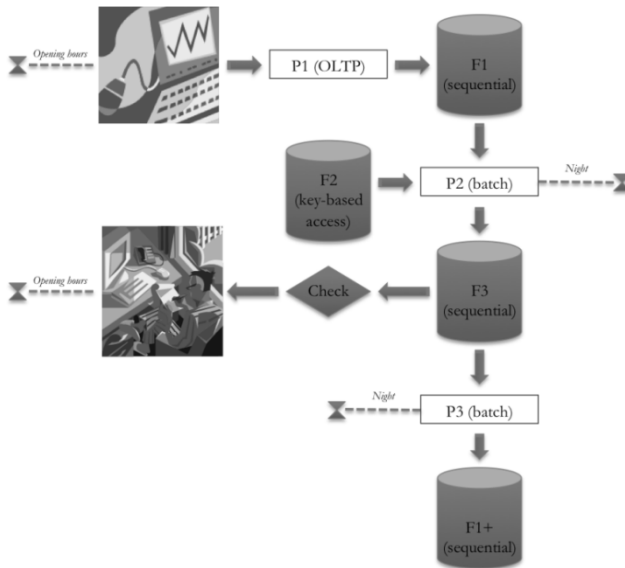 Opening hours
P1 (OLTP)
F1
(sequential)
F2
(key-based
access)
P2 (batch)
Night
Opening hours
Check
F3
(sequential)
Night
P3 (batch)
F1+
(sequential)